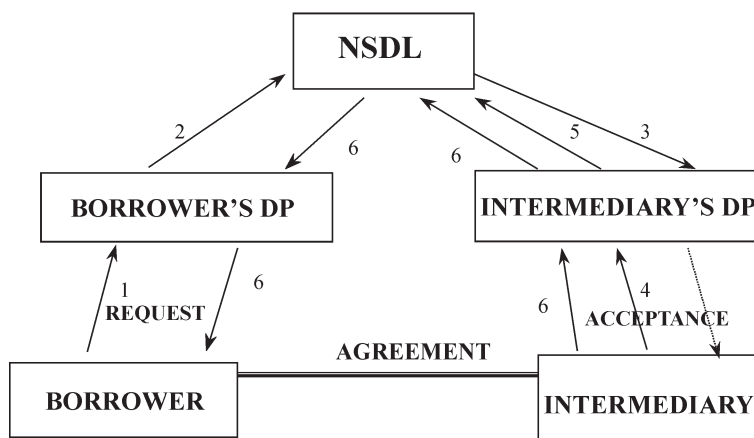 NSDL
2
5
3
6
6
BORROWER’S DP
INTERMEDIARY’S DP
1
6
4
REQUEST
6
ACCEPTANCE
AGREEMENT
BORROWER
INTERMEDIARY